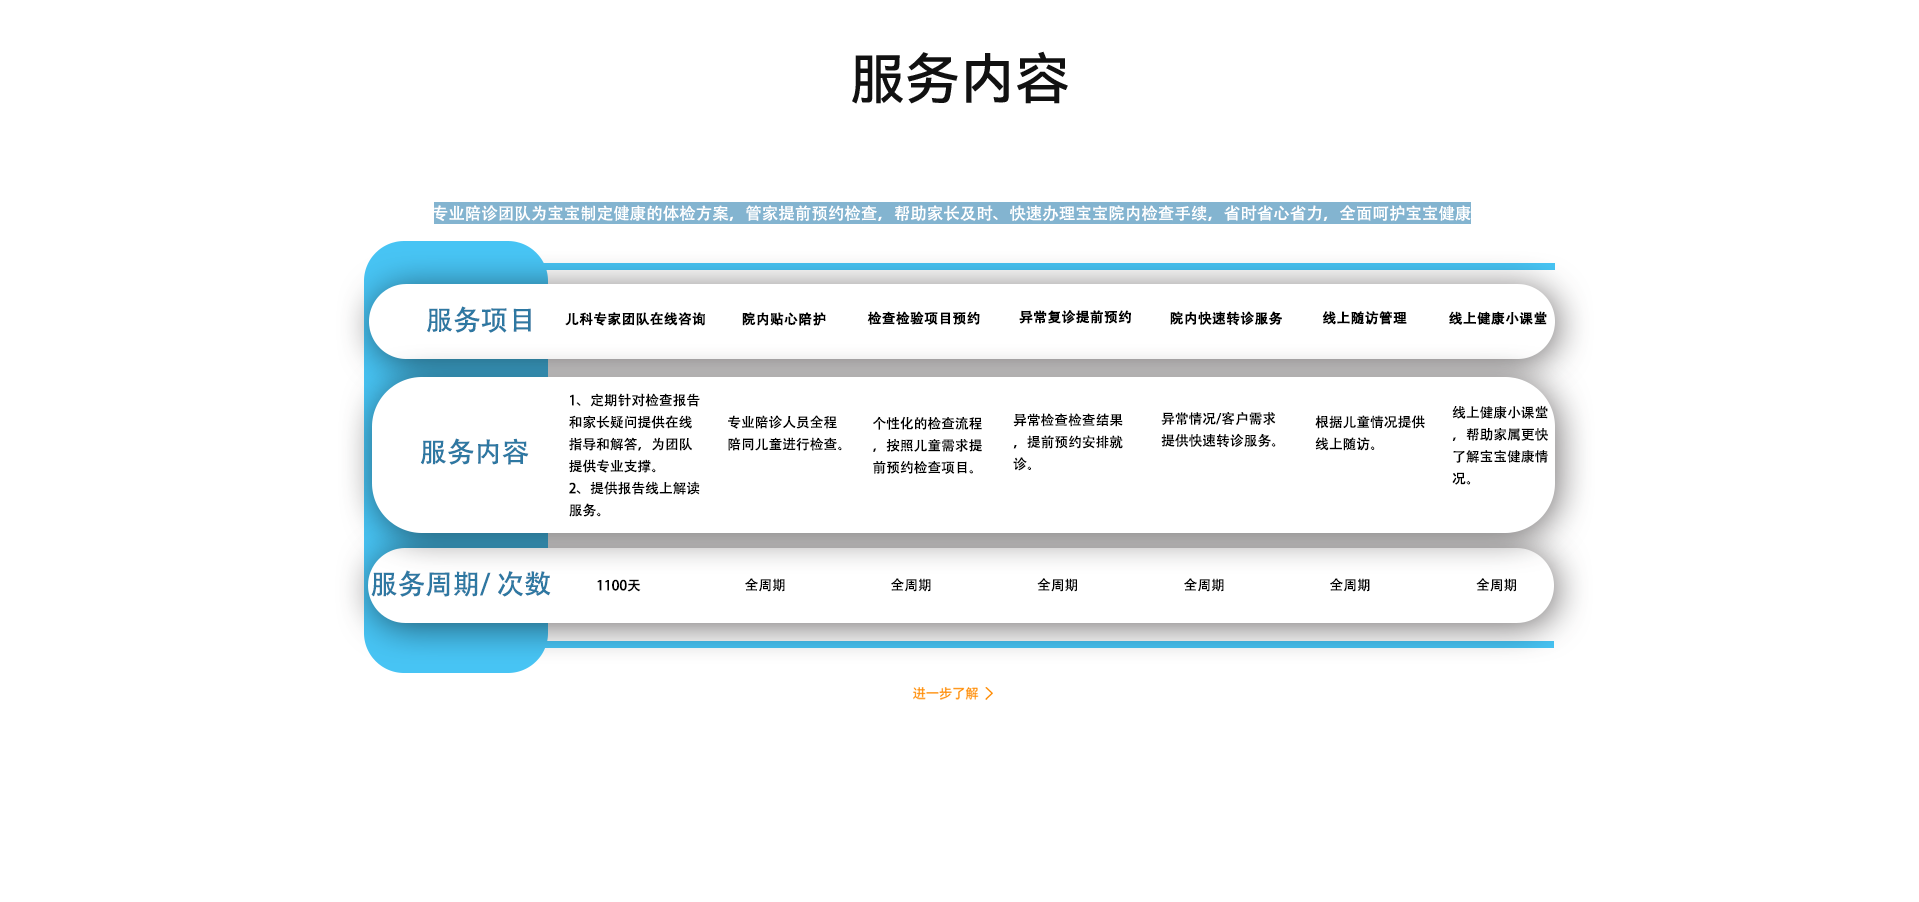 服务内容
专业陪诊团队为宝宝制定健康的体检方案，管家提前预约检查，帮助家长及时、快速办理宝宝院内检查手续，省时省心省力，全面呵护宝宝健康
服务项目
儿科专家团队在线咨询
院内贴心陪护
检查检验项目预约
异常复诊提前预约
院内快速转诊服务
线上随访管理
线上健康小课堂
服务内容
1、定期针对检查报告
和家长疑问提供在线
指导和解答，为团队
提供专业支撑。
2、提供报告线上解读
服务。
专业陪诊人员全程
陪同儿童进行检查。
个性化的检查流程
，按照儿童需求提
前预约检查项目。
异常检查检查结果
，提前预约安排就
诊。
异常情况/客户需求
提供快速转诊服务。
根据儿童情况提供
线上随访。
线上健康小课堂
，帮助家属更快
了解宝宝健康情
况。
服务周期/ 次数
1100天
全周期
全周期
全周期
全周期
全周期
全周期
进一步了解 >